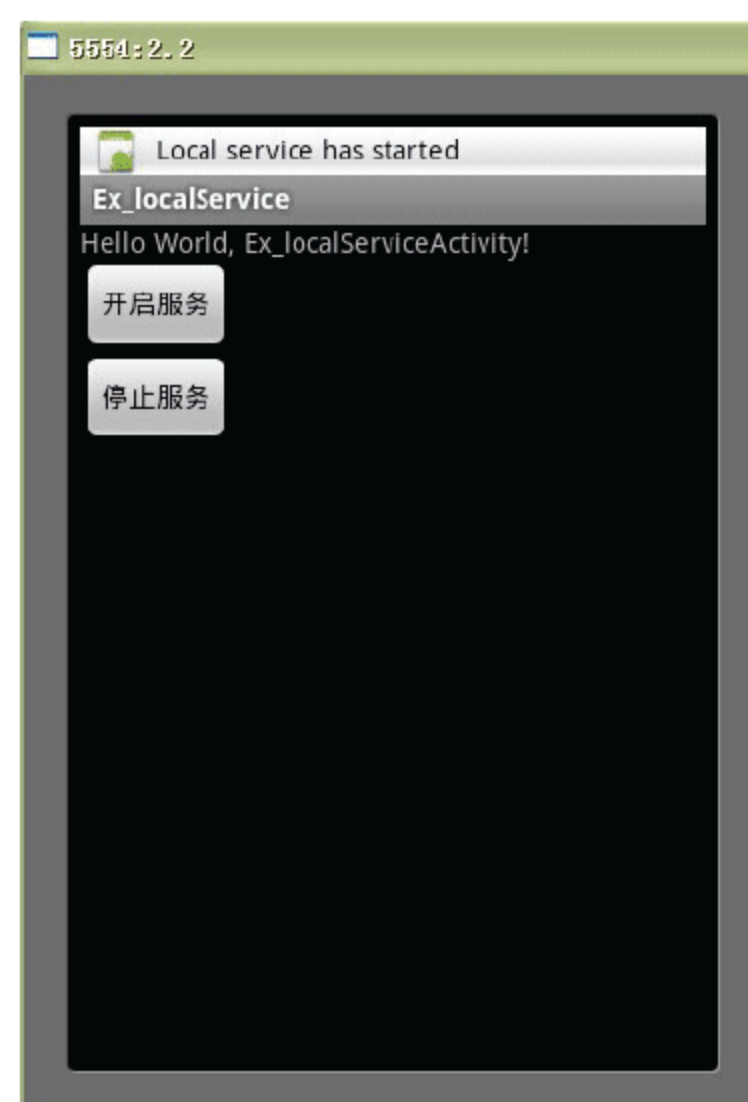 5554:2.2
Local service has started
Ex_localService
Hello World, Ex_localServiceActivity!
开启服务
停止服务